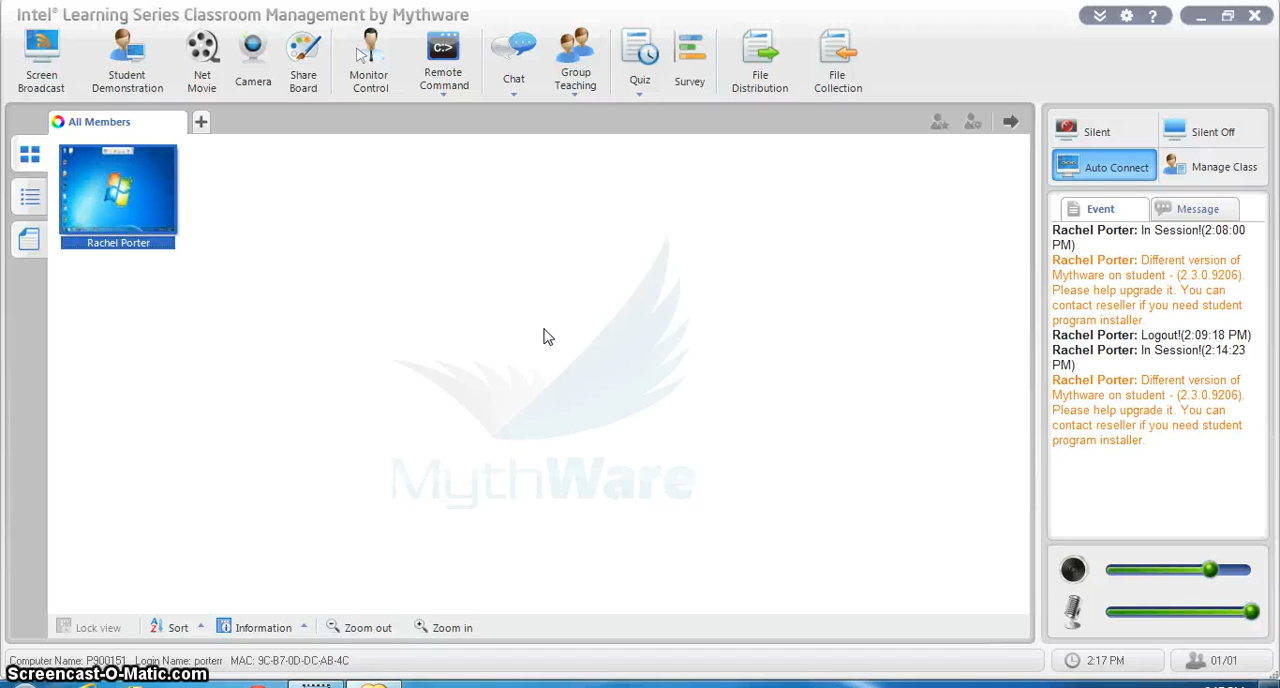 Intel® Learning Series Classroom Management by Mythware
?
Screen Broadcast
Student Demonstration
Net Movie
Camera
Share Board
Monitor Control
C:>
Remote Command
Chat
Group Teaching
Quiz
Survey
File Distribution
File Collection
All Members
+
Silent
Silent Off
Auto Connect
Manage Class
Rachel Porter
Event
Message
Rachel Porter: In Session!(2:08:00
PM)
Rachel Porter: Different version of
Mythware on student - (2.3.0.9206).
Please help upgrade it. You can
contact reseller if you need student
program installer.
Rachel Porter: Logout!(2:09:18 PM)
Rachel Porter: In Session!(2:14:23
PM)
Rachel Porter: Different version of
Mythware on student - (2.3.0.9206).
Please help upgrade it. You can
contact reseller if you need student
program installer.
MythWare
Lock view
Sort
Information
Zoom out
Zoom in
Computer Name: P900151 Login Name: porterr MAC: 9C-B7-0D-DC-AB-4C
2:17 PM
01/01
Screencast-O-Matic.com